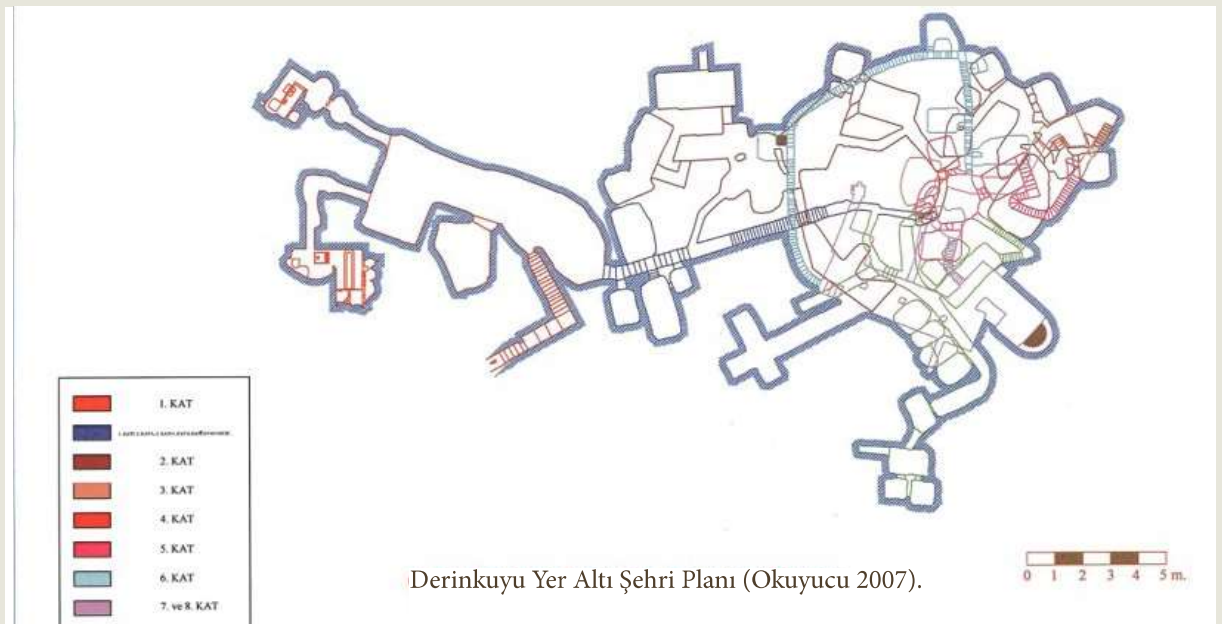 1. KAT
2. KAT
3. KAT
4. KAT
5. KAT
6. KAT
7. ve 8. KAT
Derinkuyu Yer Altı Şehri Planı (Okuyucu 2007).
0 1 2 3 4 5 m.